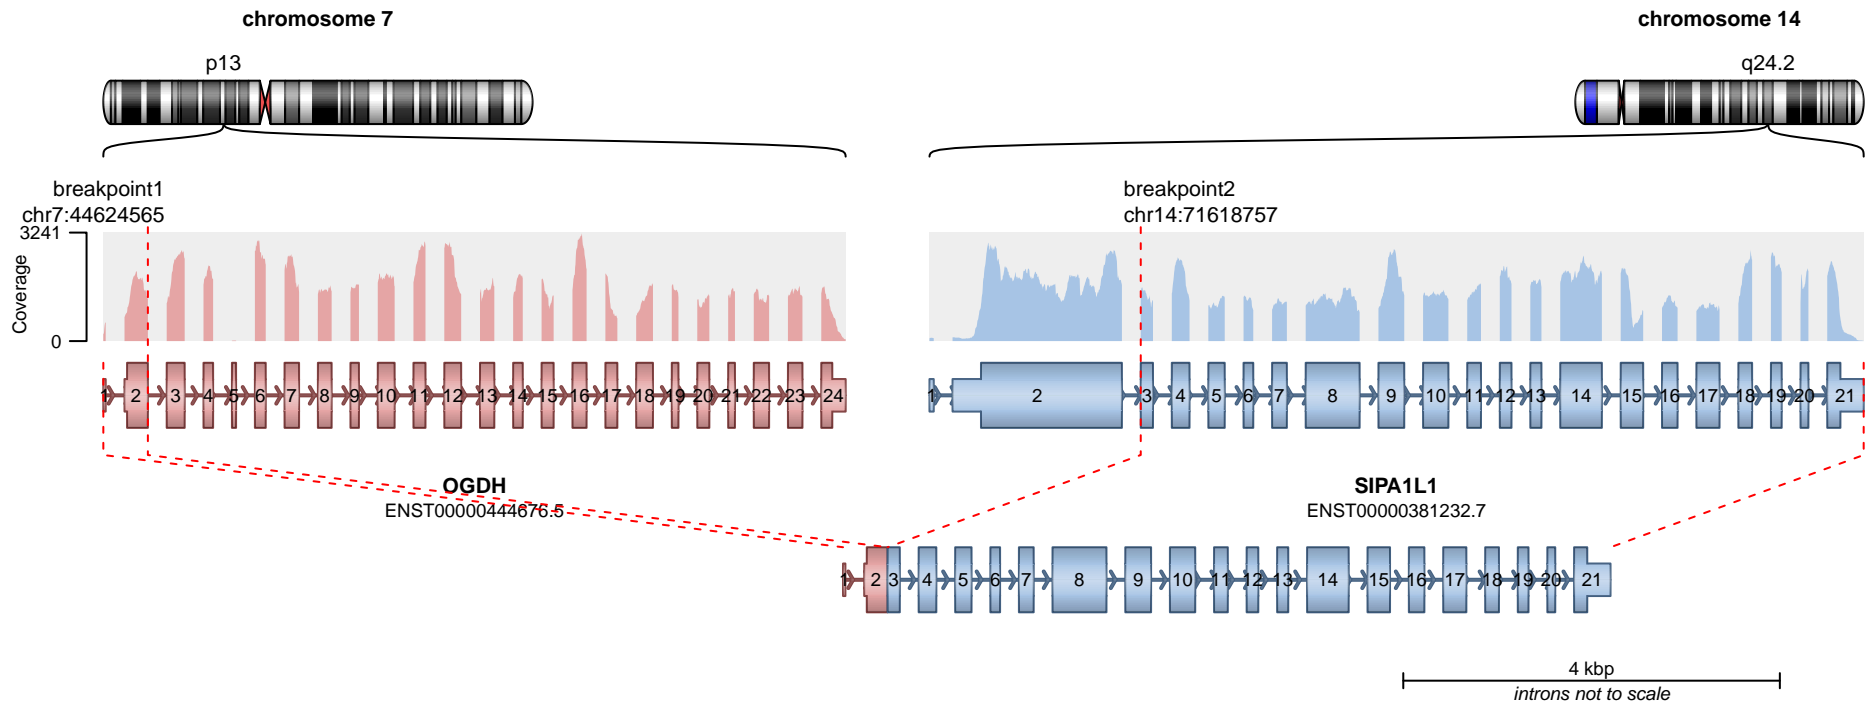 chromosome 7
chromosome 14
p13
q24.2
breakpoint1
chr7:44624565
breakpoint2
chr14:71618757
3241
Coverage
0
1 2 3 4 5 6 7 8 9 10 11 12 13 14 15 16 17 18 19 20 21 22 23 24
1 2 3 4 5 6 7 8 9 10 11 12 13 14 15 16 17 18 19 20 21
OGDH
ENST00000444676.5
SIPA1L1
ENST00000381232.7
1 2 3 4 5 6 7 8 9 10 11 12 13 14 15 16 17 18 19 20 21
4 kbp
introns not to scale